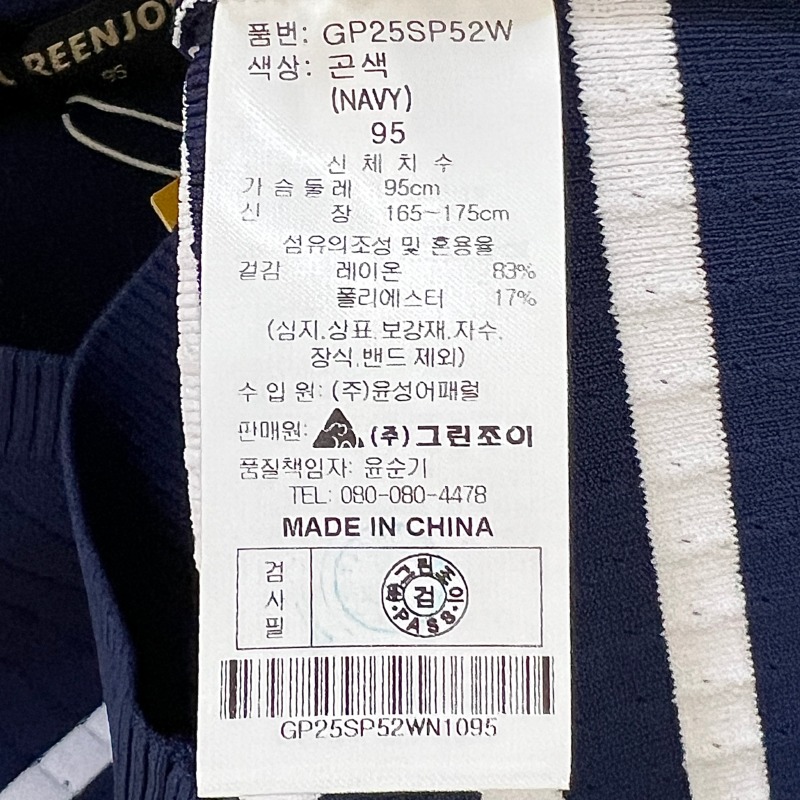 REENJO
95
품번: GP25SP52W
색상: 곤색
(NAVY)
95
신 체 치 수
가 슴 둘 레 95cm
신 장 165~175cm
섬유의조성 및 혼용율
겉감 레이온 83%
폴리에스터 17%
(심지,상표,보강재,자수,
장식,밴드 제외)
수 입 원: (주)윤성어패럴
판매원: (주)그린조이
품질책임자: 윤순기
TEL: 080-080-4478
MADE IN CHINA
검
사
필
㈜그린조이
검
PASS
GP25SP52WN1095